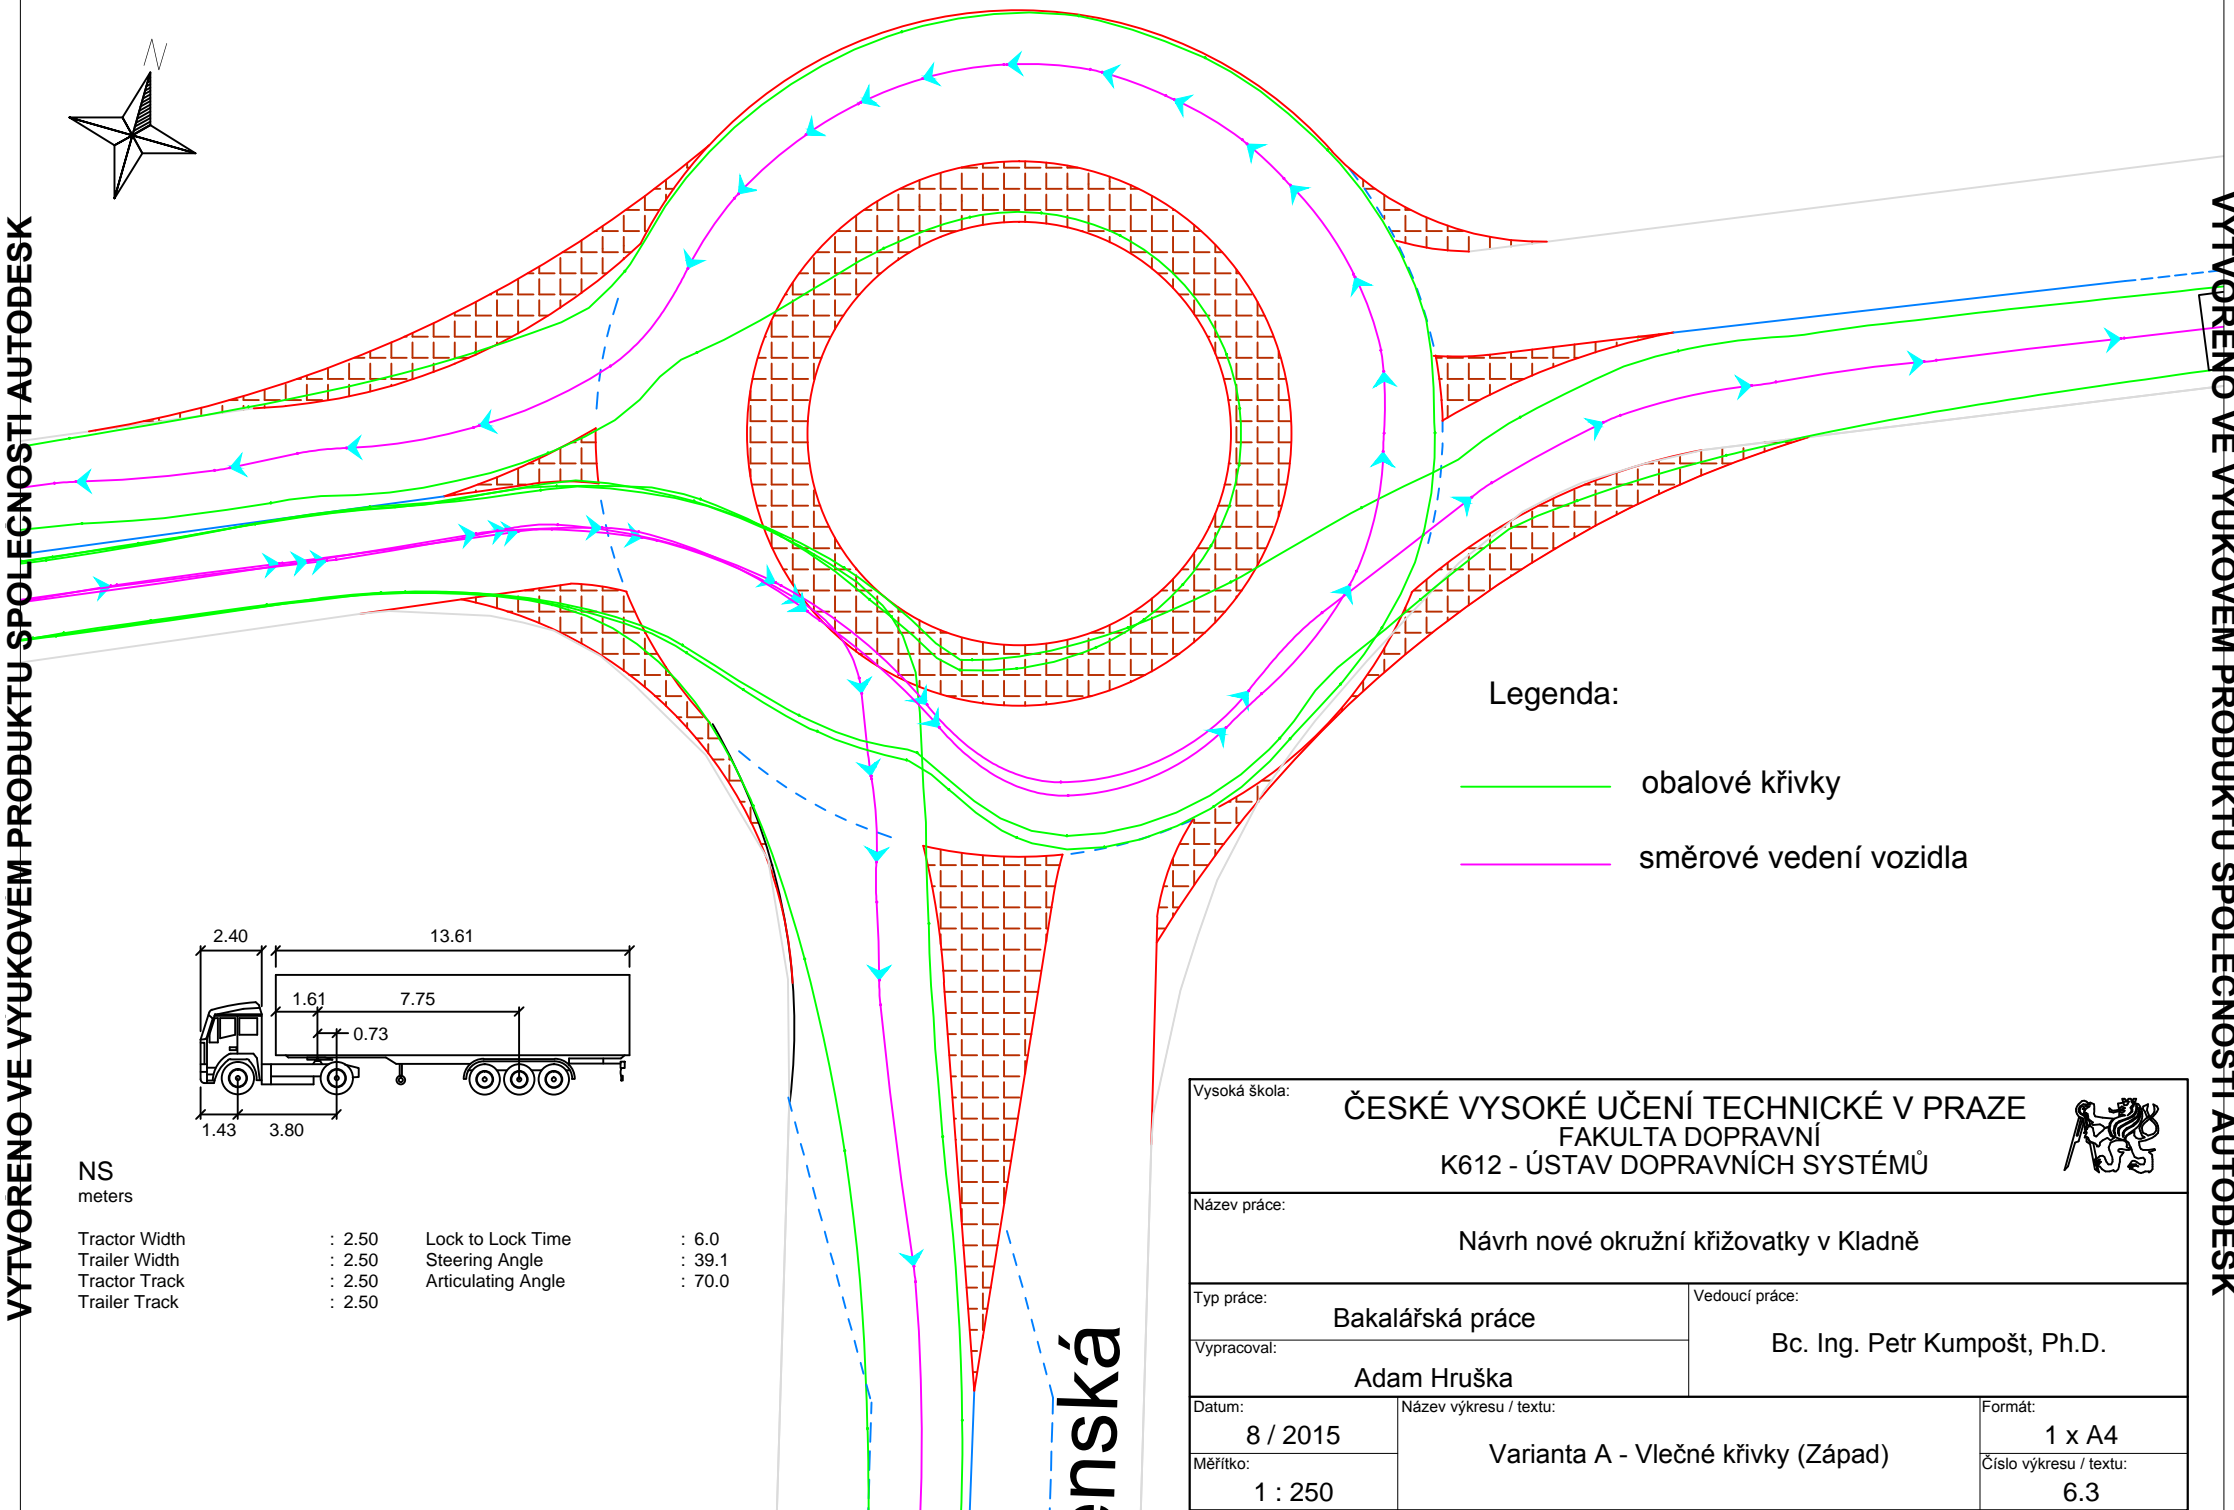 N
VYTVOŘENO VE VÝUKOVÉM PRODUKTU SPOLEČNOSTI AUTODESK
VYTVOŘENO VE VÝUKOVÉM PRODUKTU SPOLEČNOSTI AUTODESK
Legenda:
obalové křivky
směrové vedení vozidla
2.40 13.61
1.61 7.75
0.73
1.43 3.80
NS
meters
Tractor Width : 2.50 Lock to Lock Time : 6.0
Trailer Width : 2.50 Steering Angle : 39.1
Tractor Track : 2.50 Articulating Angle : 70.0
Trailer Track : 2.50
enská
Vysoká škola:
ČESKÉ VYSOKÉ UČENÍ TECHNICKÉ V PRAZE
FAKULTA DOPRAVNÍ
K612 - ÚSTAV DOPRAVNÍCH SYSTÉMŮ
Název práce:
Návrh nové okružní křižovatky v Kladně
Typ práce:
Bakalářská práce
Vedoucí práce:
Bc. Ing. Petr Kumpošt, Ph.D.
Vypracoval:
Adam Hruška
Datum:
8 / 2015
Název výkresu / textu:
Varianta A - Vlečné křivky (Západ)
Formát:
1 x A4
Měřítko:
1 : 250
Číslo výkresu / textu:
6.3